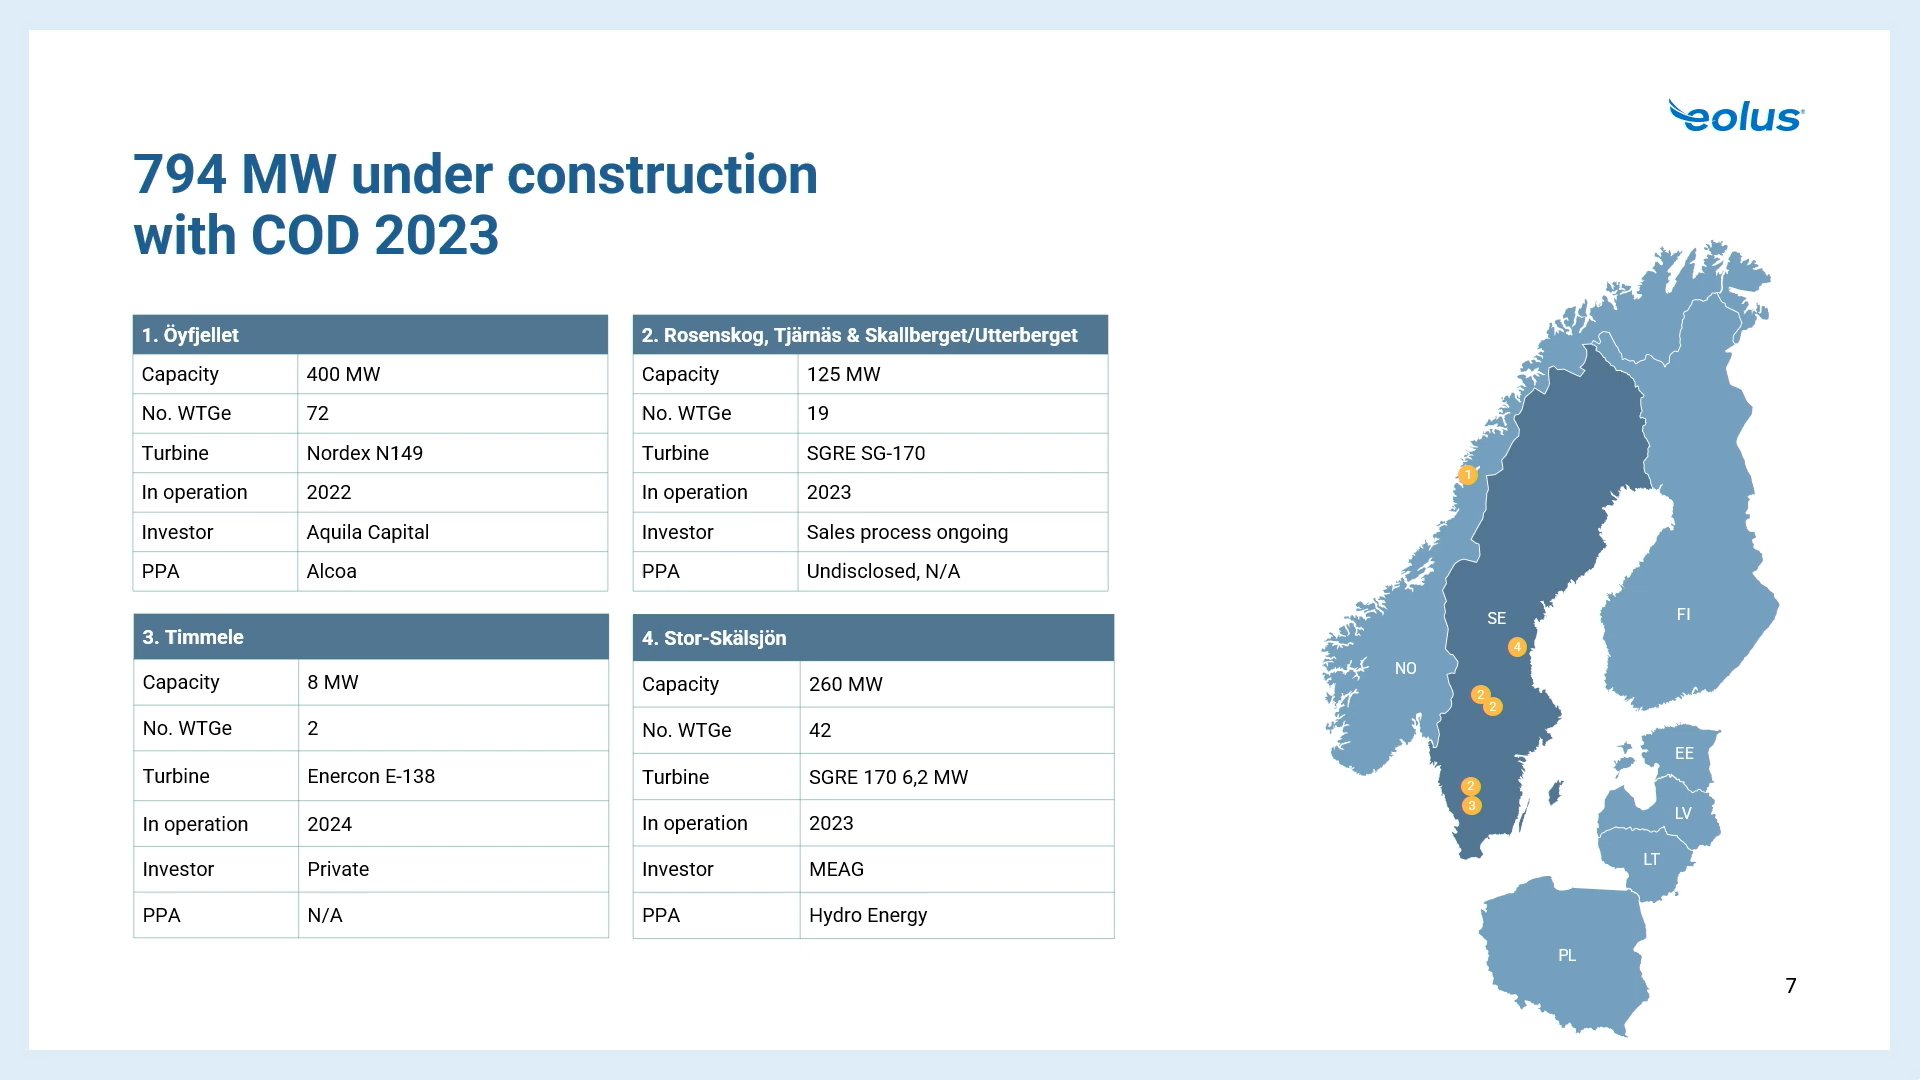 eolus
794 MW under construction
with COD 2023
1. Öyfjellet
Capacity 400 MW
No. WTGe 72
Turbine Nordex N149
In operation 2022
Investor Aquila Capital
PPA Alcoa
2. Rosenskog, Tjärnäs & Skallberget/Utterberget
Capacity 125 MW
No. WTGe 19
Turbine SGRE SG-170
In operation 2023
Investor Sales process ongoing
PPA Undisclosed, N/A
3. Timmele
Capacity 8 MW
No. WTGe 2
Turbine Enercon E-138
In operation 2024
Investor Private
PPA N/A
4. Stor-Skälsjön
Capacity 260 MW
No. WTGe 42
Turbine SGRE 170 6,2 MW
In operation 2023
Investor MEAG
PPA Hydro Energy
1
SE
FI
4
NO
2
2
EE
2
3
LV
LT
PL
7